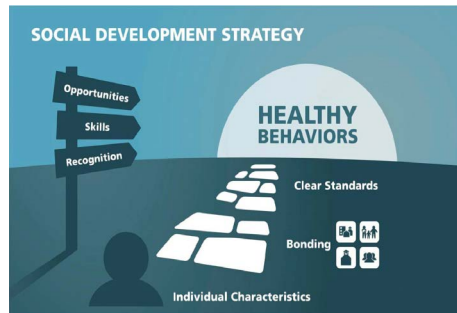 SOCIAL DEVELOPMENT STRATEGY
Opportunities
Skills
Recognition
HEALTHY
BEHAVIORS
Clear Standards
Bonding
Individual Characteristics